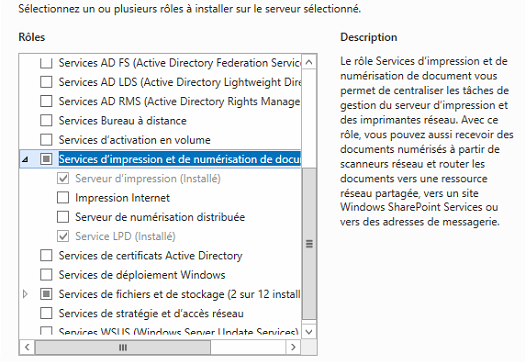 Sélectionnez un ou plusieurs rôles à installer sur le serveur sélectionné.
Rôles
Services AD FS (Active Directory Federation Servic
Services AD LDS (Active Directory Lightweight Dire
Services AD RMS (Active Directory Rights Manage
Services Bureau à distance
Services d'activation en volume
Services d'impression et de numérisation de docu
Serveur d'impression (Installé)
Impression Internet
Serveur de numérisation distribuée
Service LPD (Installé)
Services de certificats Active Directory
Services de déploiement Windows
Services de fichiers et de stockage (2 sur 12 install
Services de stratégie et d'accès réseau
Services WSUS (Windows Server Update Services)
Description
Le rôle Services d'impression et de
numérisation de document vous
permet de centraliser les tâches de
gestion du serveur d'impression et
des imprimantes réseau. Avec ce
rôle, vous pouvez aussi recevoir des
documents numérisés à partir de
scanneurs réseau et router les
documents vers une ressource
réseau partagée, vers un site
Windows SharePoint Services ou
vers des adresses de messagerie.